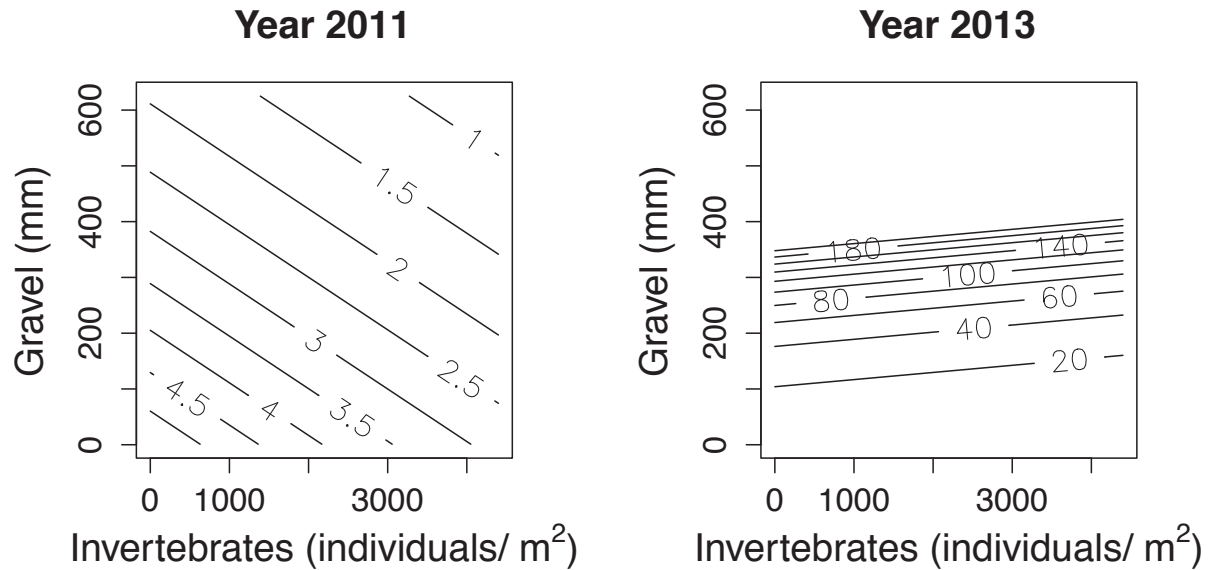 Year 2011
Gravel (mm)
600
400
200
0
1
1.5
2
2.5
3
3.5
4
4.5
0 1000 3000
Invertebrates (individuals/ m²)
Year 2013
Gravel (mm)
600
400
200
0
180
140
100
80
60
40
20
0 1000 3000
Invertebrates (individuals/ m²)